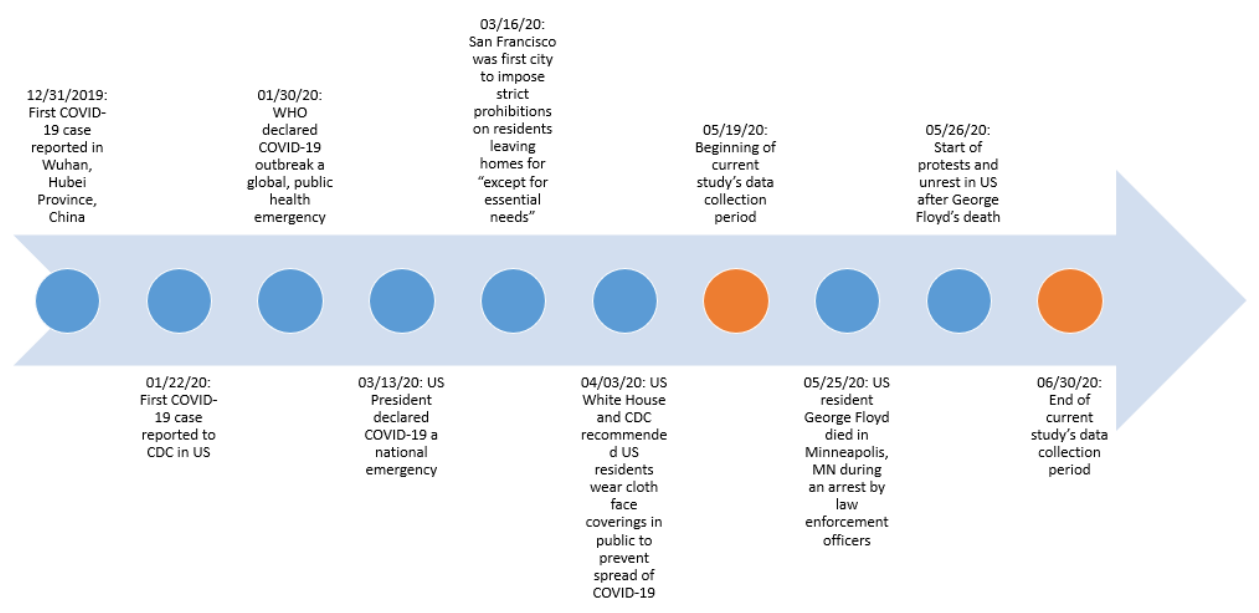 12/31/2019:
First COVID-
19 case
reported in
Wuhan,
Hubei
Province,
China
01/22/20:
First COVID-
19 case
reported to
CDC in US
01/30/20:
WHO
declared
COVID-19
outbreak a
global, public
health
emergency
03/13/20: US
President
declared
COVID-19 a
national
emergency
03/16/20:
San Francisco
was first city
to impose
strict
prohibitions
on residents
leaving
homes for
“except for
essential
needs”
04/03/20: US
White House
and CDC
recommende
d US
residents
wear cloth
face
coverings in
public to
prevent
spread of
COVID-19
05/19/20:
Beginning of
current
study’s data
collection
period
05/25/20: US
resident
George Floyd
died in
Minneapolis,
MN during
an arrest by
law
enforcement
officers
05/26/20:
Start of
protests and
unrest in US
after George
Floyd’s death
06/30/20:
End of
current
study’s data
collection
period